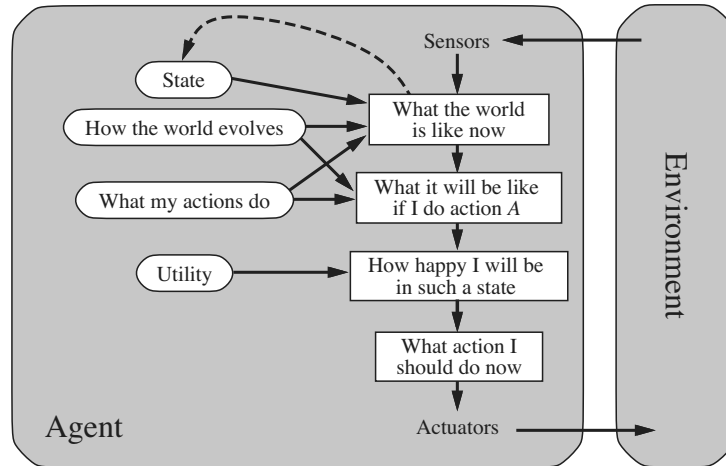 Sensors
State
What the world
is like now
How the world evolves
What my actions do
What it will be like
if I do action A
Utility
How happy I will be
in such a state
What action I
should do now
Agent
Actuators
Environment